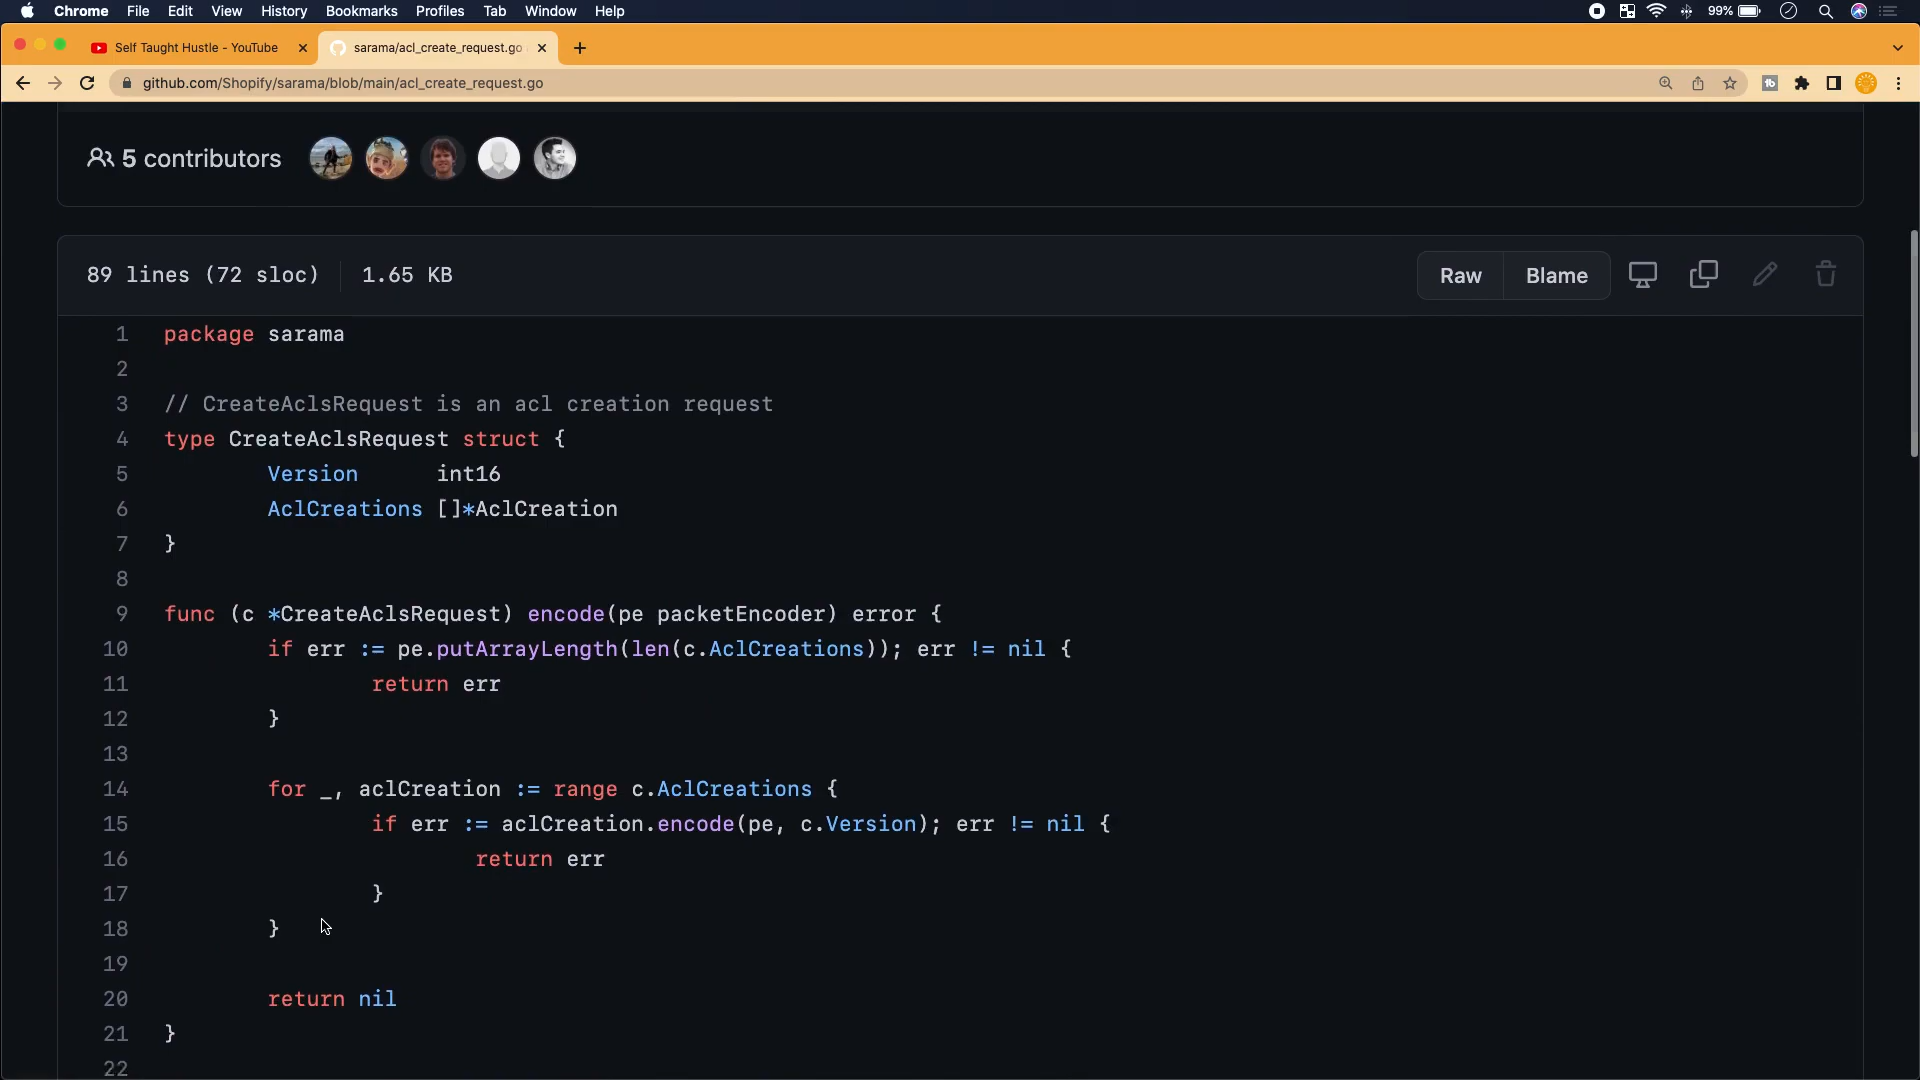 Chrome File Edit View History Bookmarks Profiles Tab Window Help 99%
Self Taught Hustle - YouTube sarama/acl_create_request.go
github.com/Shopify/sarama/blob/main/acl_create_request.go
5 contributors
89 lines (72 sloc) 1.65 KB Raw Blame
1 package sarama
2
3 // CreateAclsRequest is an acl creation request
4 type CreateAclsRequest struct {
5 Version int16
6 AclCreations []*AclCreation
7 }
8
9 func (c *CreateAclsRequest) encode(pe packetEncoder) error {
10 if err := pe.putArrayLength(len(c.AclCreations)); err != nil {
11 return err
12 }
13
14 for _, aclCreation := range c.AclCreations {
15 if err := aclCreation.encode(pe, c.Version); err != nil {
16 return err
17 }
18 }
19
20 return nil
21 }
22